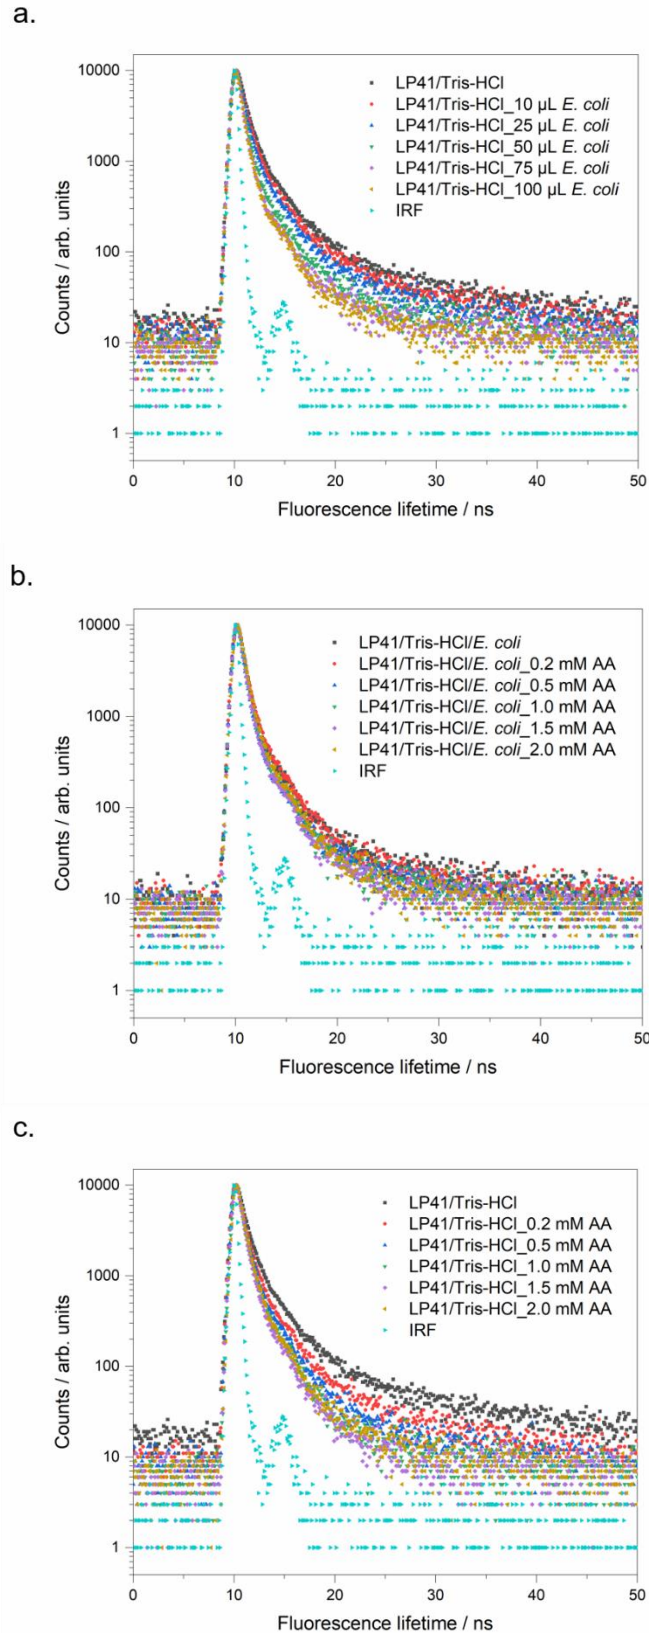 a.
10000
1000
100
10
1
Counts / arb. units
LP41/Tris-HCl
LP41/Tris-HCl_10 μL E. coli
LP41/Tris-HCl_25 μL E. coli
LP41/Tris-HCl_50 μL E. coli
LP41/Tris-HCl_75 μL E. coli
LP41/Tris-HCl_100 μL E. coli
IRF
0 10 20 30 40 50
Fluorescence lifetime / ns
b.
10000
1000
100
10
1
Counts / arb. units
LP41/Tris-HCl/E. coli
LP41/Tris-HCl/E. coli_0.2 mM AA
LP41/Tris-HCl/E. coli_0.5 mM AA
LP41/Tris-HCl/E. coli_1.0 mM AA
LP41/Tris-HCl/E. coli_1.5 mM AA
LP41/Tris-HCl/E. coli_2.0 mM AA
IRF
0 10 20 30 40 50
Fluorescence lifetime / ns
c.
10000
1000
100
10
1
Counts / arb. units
LP41/Tris-HCl
LP41/Tris-HCl_0.2 mM AA
LP41/Tris-HCl_0.5 mM AA
LP41/Tris-HCl_1.0 mM AA
LP41/Tris-HCl_1.5 mM AA
LP41/Tris-HCl_2.0 mM AA
IRF
0 10 20 30 40 50
Fluorescence lifetime / ns